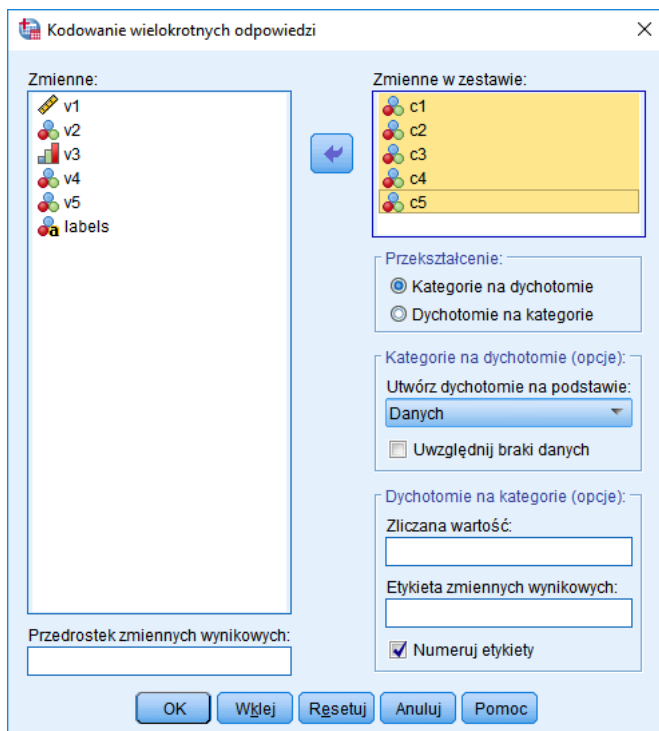 Kodowanie wielokrotnych odpowiedzi
Zmienne:
v1
v2
v3
v4
v5
labels
Przedrostek zmiennych wynikowych:
Zmienne w zestawie:
c1
c2
c3
c4
c5
Przekształcenie:
Kategorie na dychotomie
Dychotomie na kategorie
Kategorie na dychotomie (opcje):
Utwórz dychotomie na podstawie:
Danych
Uwzględnij braki danych
Dychotomie na kategorie (opcje):
Zliczana wartość:
Etykieta zmiennych wynikowych:
Numeruj etykiety
OK
Wklej
Resetuj
Anuluj
Pomoc